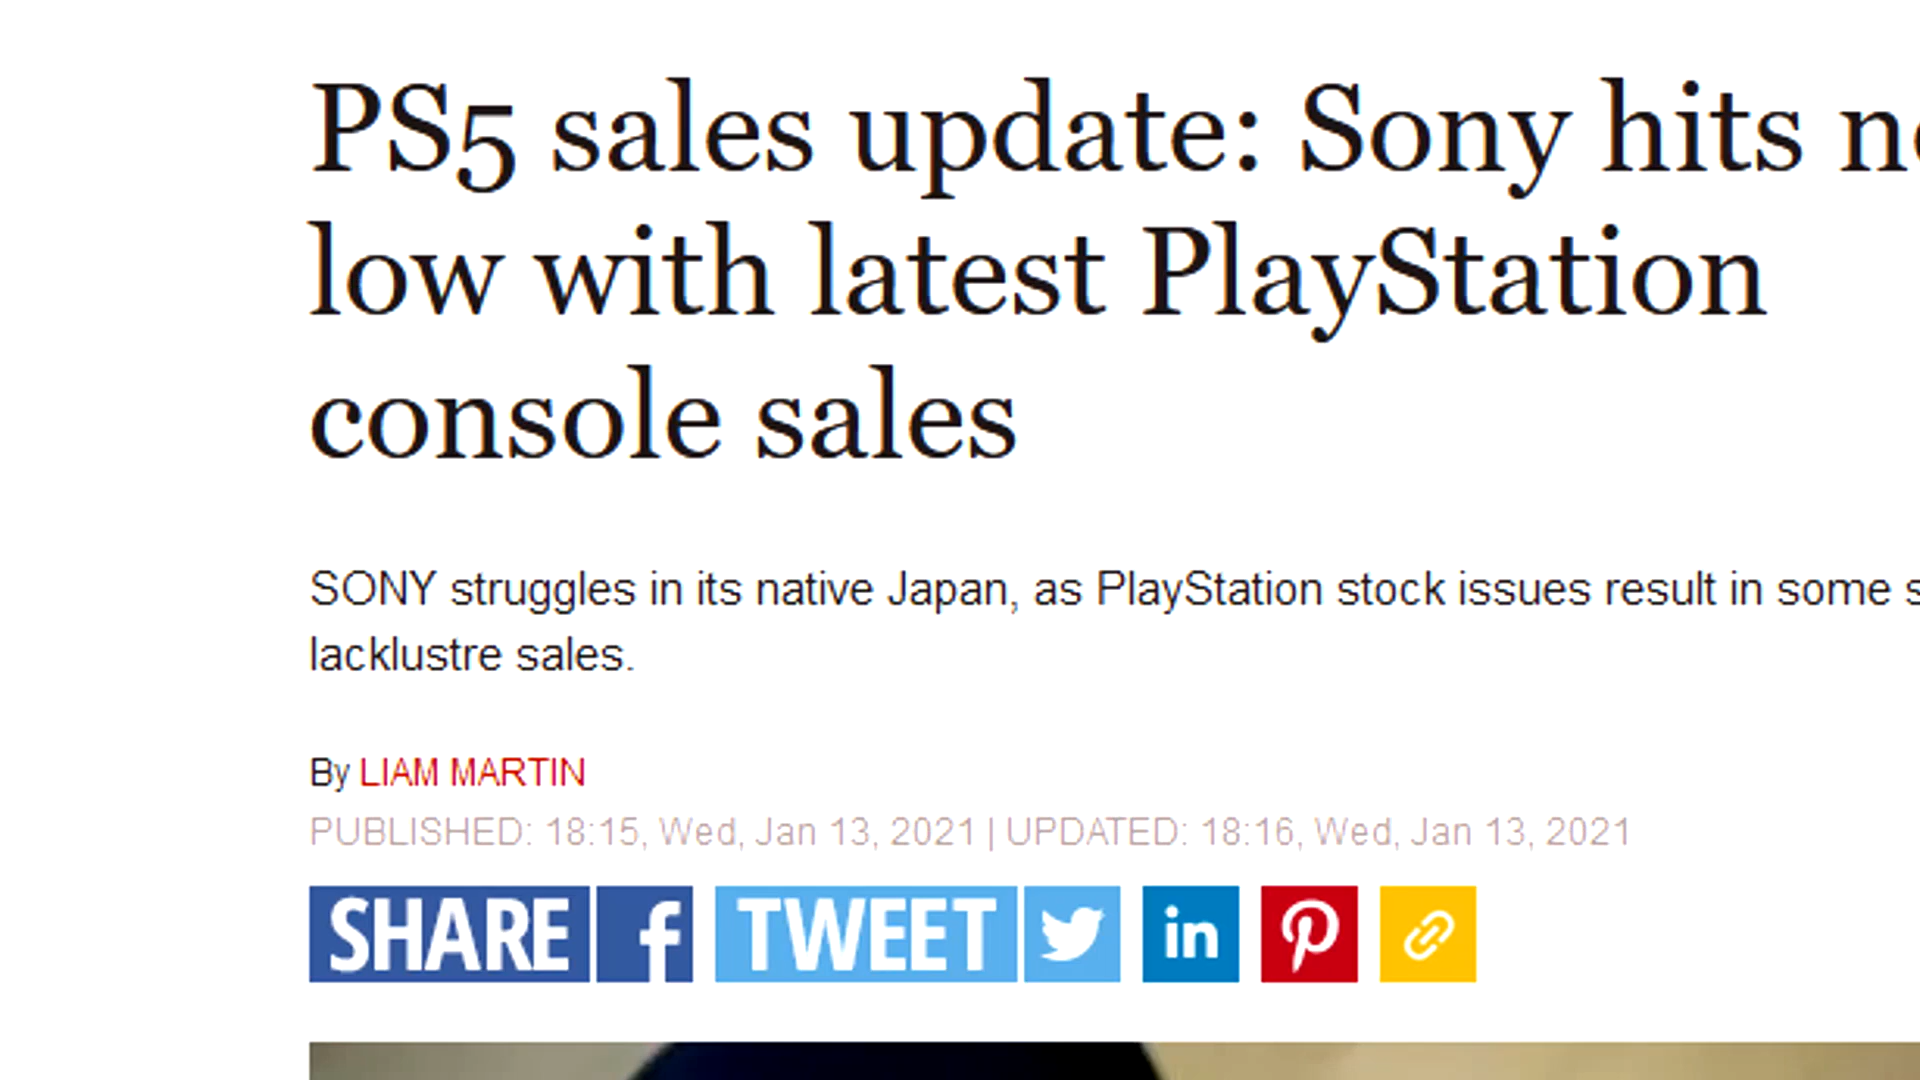 PS5 sales update: Sony hits
low with latest PlayStation
console sales
SONY struggles in its native Japan, as PlayStation stock issues result in some
lacklustre sales.
By LIAM MARTIN
PUBLISHED: 18:15, Wed, Jan 13, 2021 | UPDATED: 18:16, Wed, Jan 13, 2021
SHARE f TWEET in